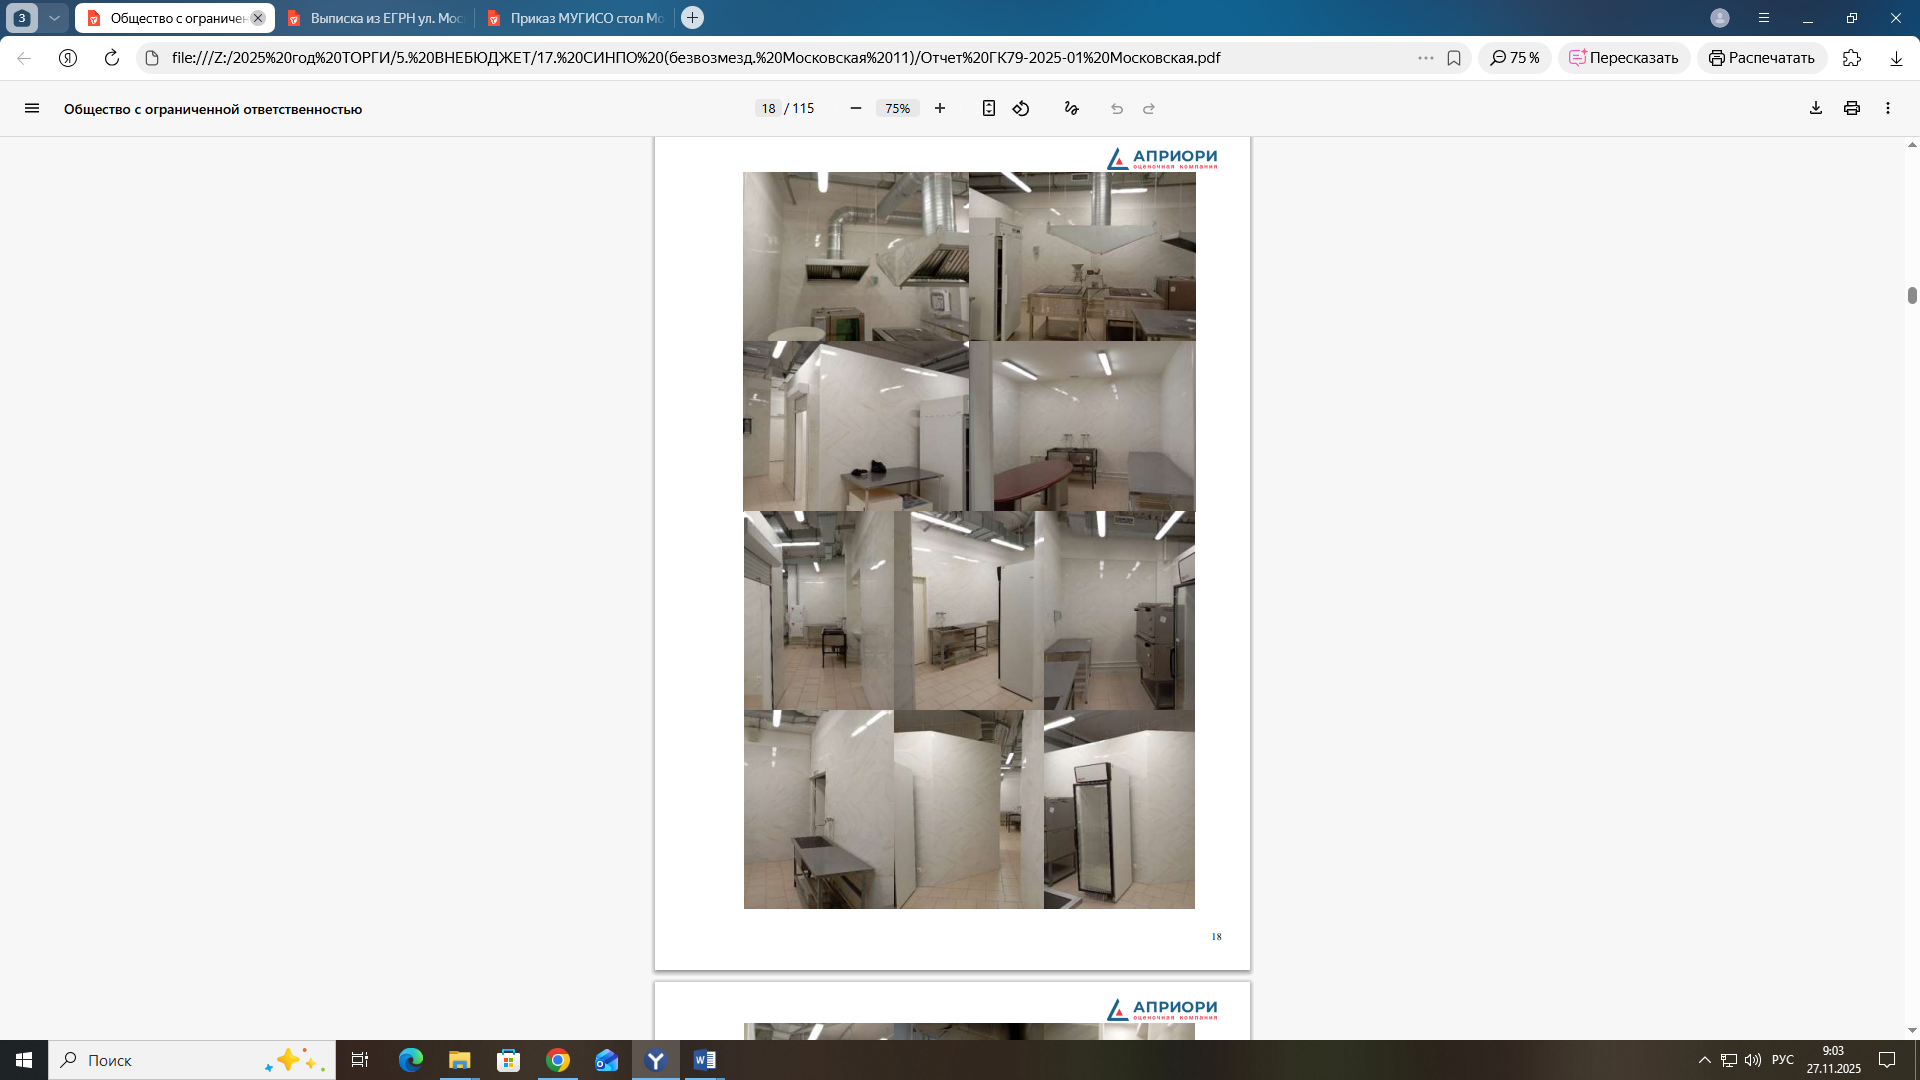 3
Общество с ограничен
Выписка из ЕГРН ул. Мос
Приказ МУГИСО стол Мо
file:///Z:/2025%20год%20ТОРГИ/5.%20ВНЕБЮДЖЕТ/17.%20СИНПО%20(безвозмезд.%20Московская%2011)/Отчет%20ГК79-2025-01%20Московская.pdf
75 %
Пересказать
Распечатать
Общество с ограниченной ответственностью
18 / 115
75%
АПРИОРИ
оценочная компания
18
АПРИОРИ
оценочная компания
Поиск
РУС
9:03
27.11.2025